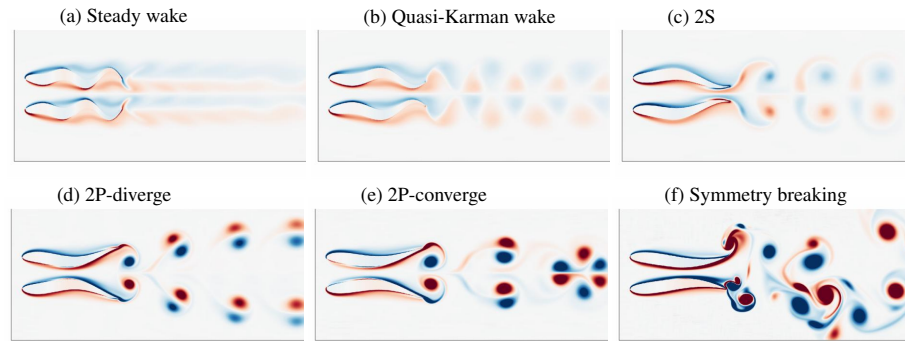 (a) Steady wake
(b) Quasi-Karman wake
(c) 2S
(d) 2P-diverge
(e) 2P-converge
(f) Symmetry breaking